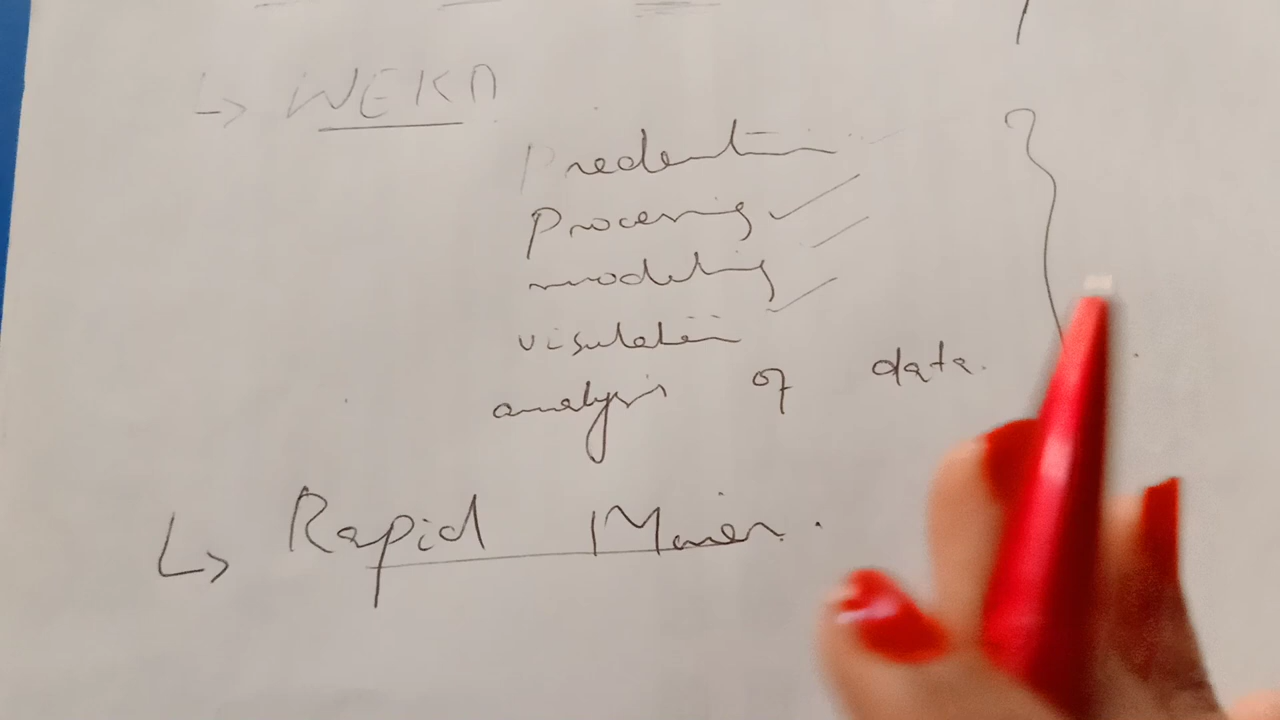 ↳ WEKA
Prediction
Processing
modeling
visulation
analysis of data.
↳ Rapid Miner.